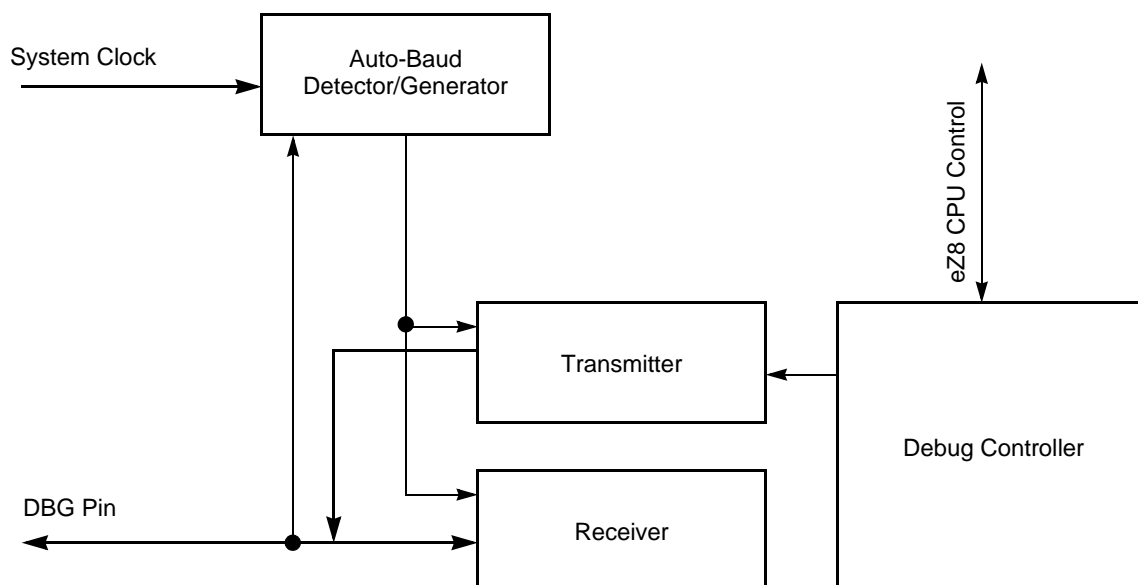 System Clock
Auto-Baud
Detector/Generator
eZ8 CPU Control
Transmitter
Debug Controller
DBG Pin
Receiver